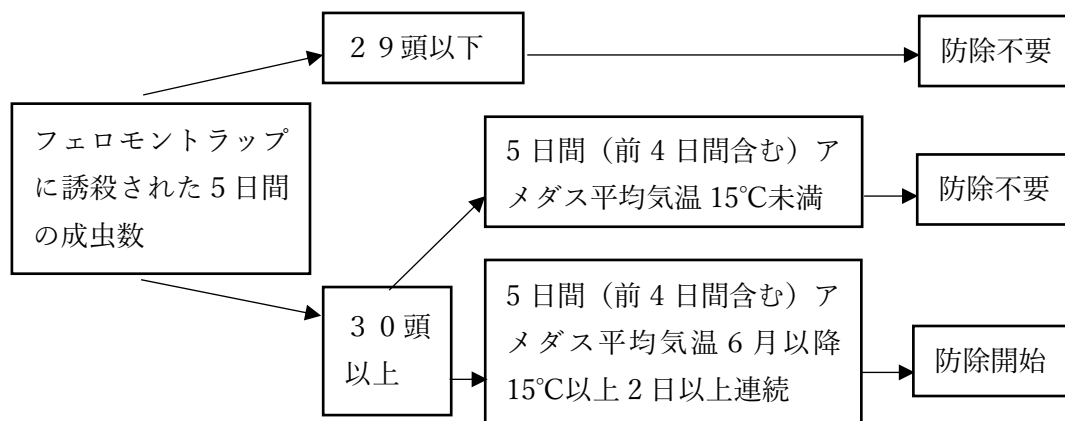 ２９頭以下
防除不要
フェロモントラップ
に誘殺された５日間
の成虫数
5 日間（前 4 日間含む）ア
メダス平均気温 15℃未満
防除不要
３０頭
以上
5 日間（前 4 日間含む）ア
メダス平均気温 6 月以降
15℃以上 2 日以上連続
防除開始